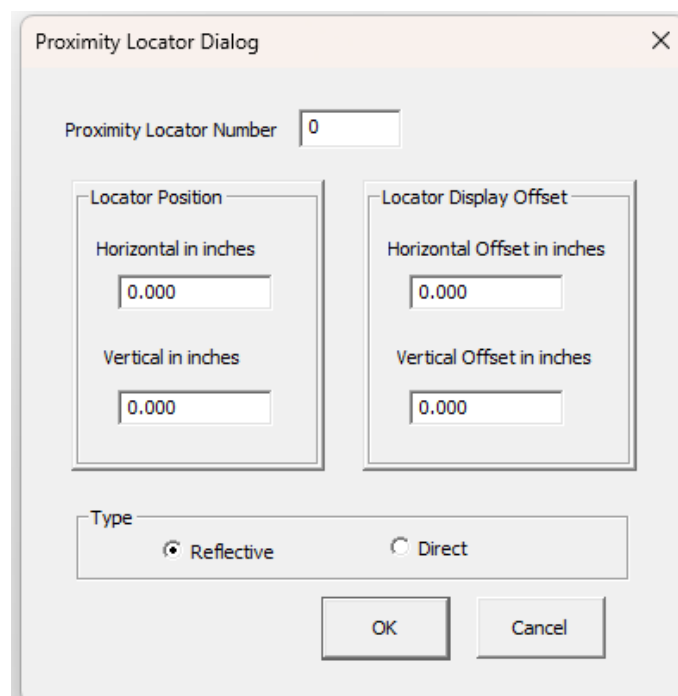 Proximity Locator Dialog
Proximity Locator Number 0
Locator Position
Horizontal in inches
0.000
Vertical in inches
0.000
Locator Display Offset
Horizontal Offset in inches
0.000
Vertical Offset in inches
0.000
Type
Reflective Direct
OK Cancel